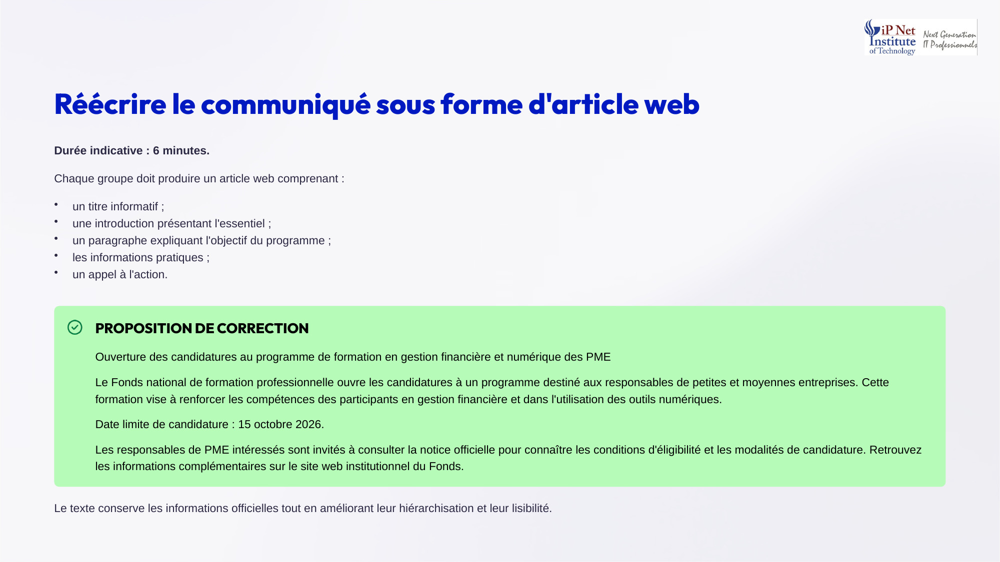 iP Net
Institute
of Technology
Next Generation
IT Professionnels
Réécrire le communiqué sous forme d'article web
Durée indicative : 6 minutes.
Chaque groupe doit produire un article web comprenant :
• un titre informatif ;
• une introduction présentant l'essentiel ;
• un paragraphe expliquant l'objectif du programme ;
• les informations pratiques ;
• un appel à l'action.
PROPOSITION DE CORRECTION
Ouverture des candidatures au programme de formation en gestion financière et numérique des PME
Le Fonds national de formation professionnelle ouvre les candidatures à un programme destiné aux responsables de petites et moyennes entreprises. Cette
formation vise à renforcer les compétences des participants en gestion financière et dans l'utilisation des outils numériques.
Date limite de candidature : 15 octobre 2026.
Les responsables de PME intéressés sont invités à consulter la notice officielle pour connaître les conditions d'éligibilité et les modalités de candidature. Retrouvez
les informations complémentaires sur le site web institutionnel du Fonds.
Le texte conserve les informations officielles tout en améliorant leur hiérarchisation et leur lisibilité.